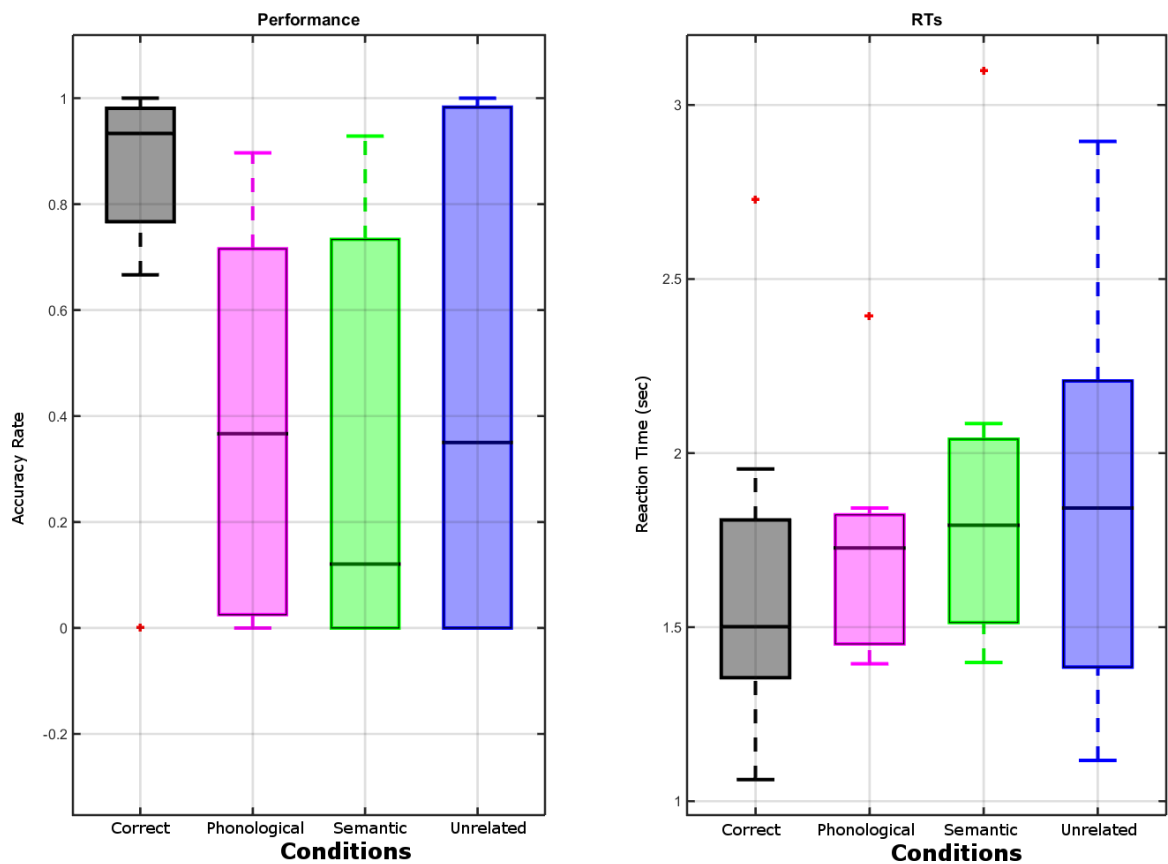 Performance
Accuracy Rate
1
0.8
0.6
0.4
0.2
0
-0.2
Correct Phonological Semantic Unrelated
Conditions
RTs
Reaction Time (sec)
3
2.5
2
1.5
1
Correct Phonological Semantic Unrelated
Conditions